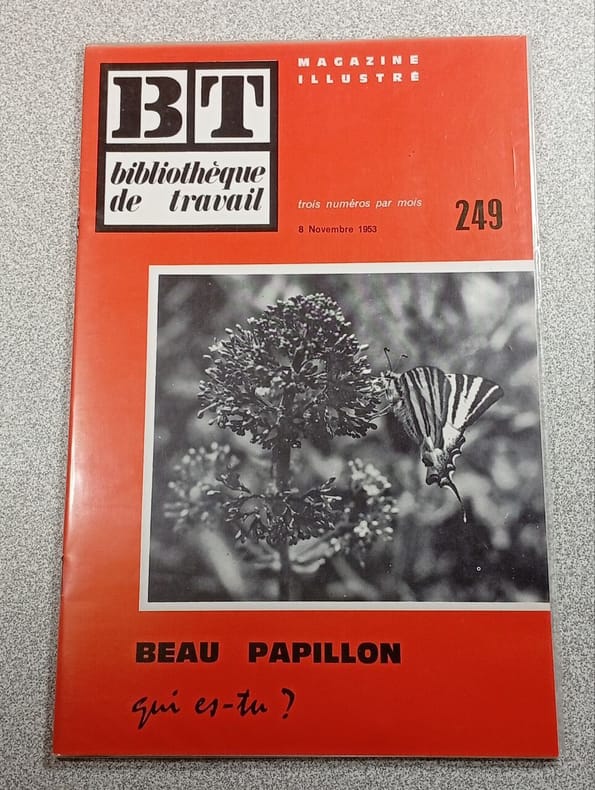 BT
bibliothèque
de travail
MAGAZINE
ILLUSTRÉ
trois numéros par mois
8 Novembre 1953
249
BEAU PAPILLON
qui es-tu ?